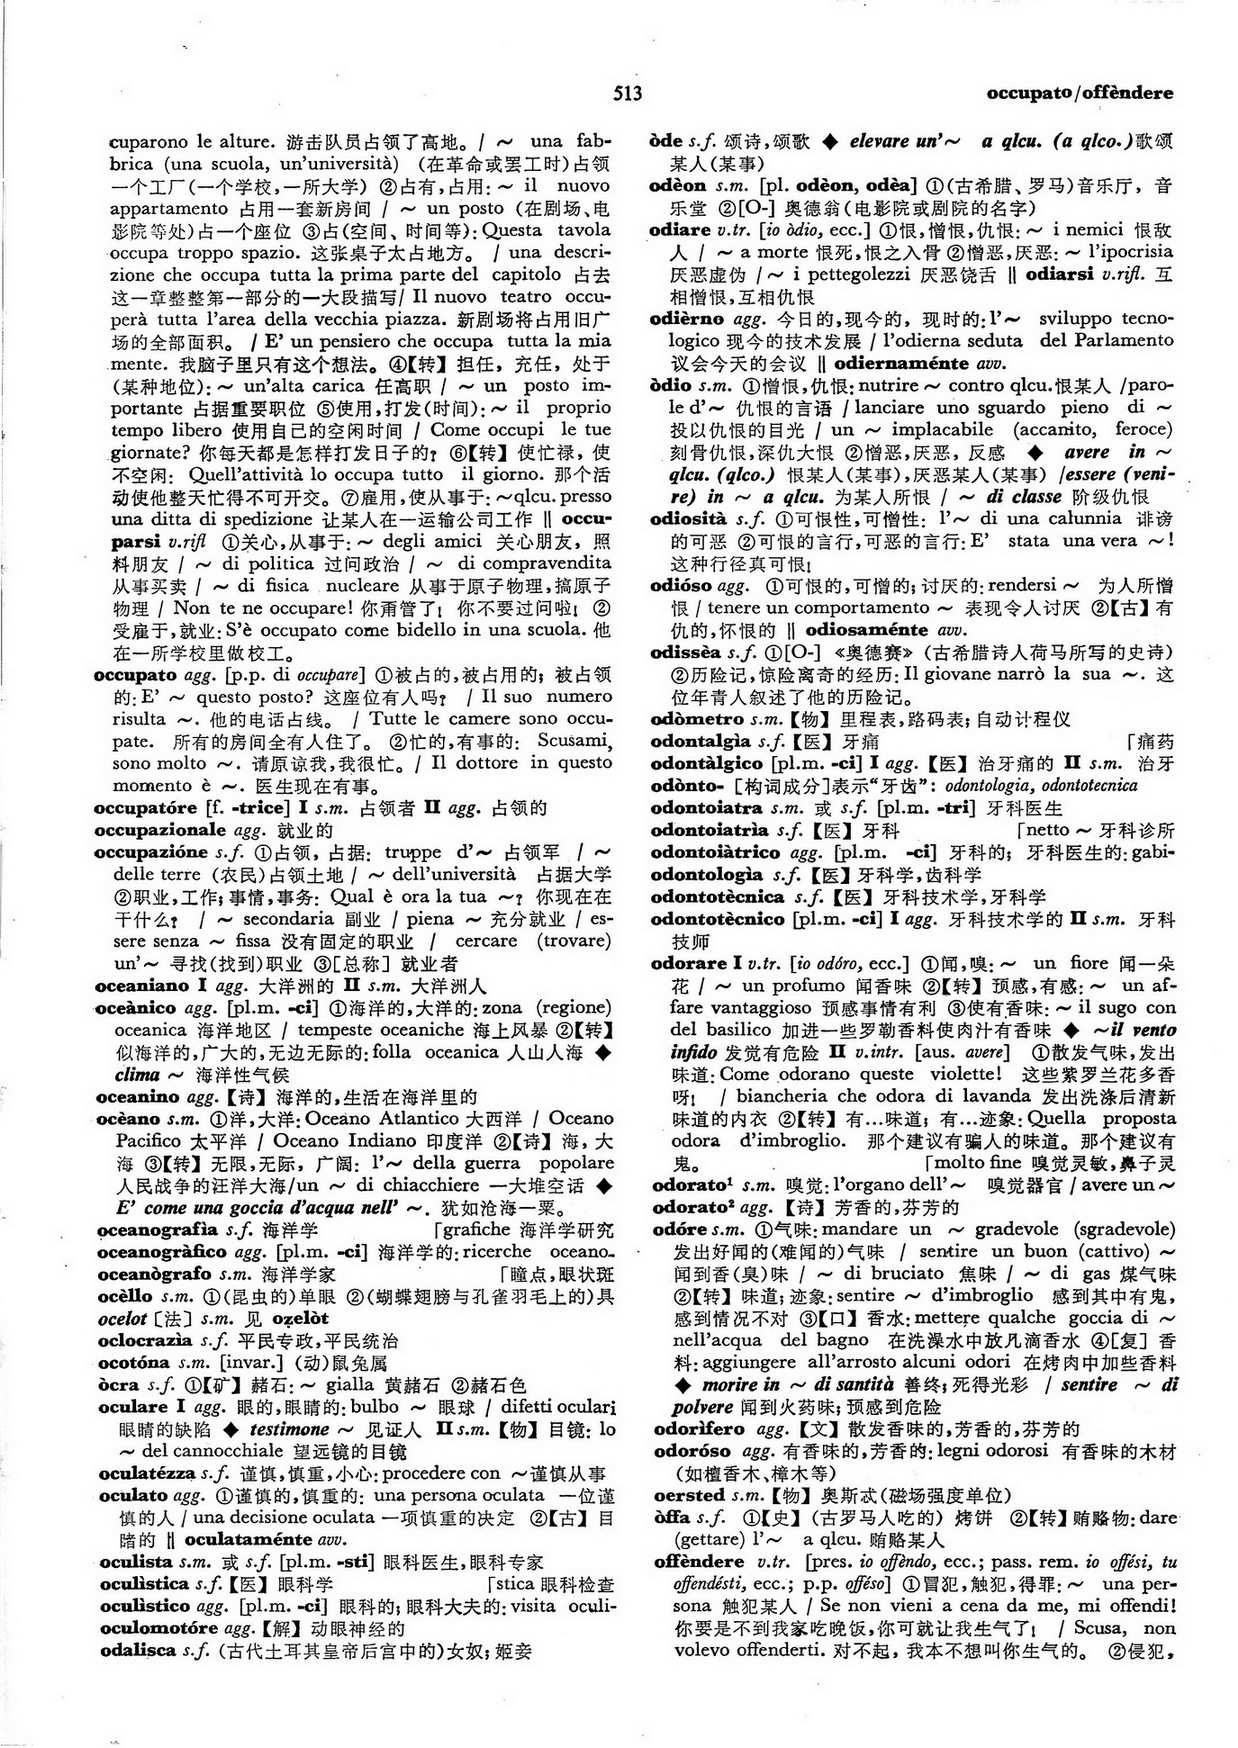 513
occupato/offèndere
cuparono le alture. 游击队员占领了高地。/ ～ una fab-
brica (una scuola, un'università) (在革命或罢工时)占领
一个工厂(一个学校,一所大学) ②占有,占用: ～ il nuovo
appartamento 占用一套新房间 / ～ un posto (在剧场、电
影院等处)占一个座位 ③占(空间、时间等): Questa tavola
occupa troppo spazio. 这张桌子太占地方。 / una descri-
zione che occupa tutta la prima parte del capitolo 占去
这一章整整第一部分的一大段描写/ Il nuovo teatro occu-
però tutta l'area della vecchia piazza. 新剧场将占用旧广
场的全部面积。 / E' un pensiero che occupa tutta la mia
mente. 我脑子里只有这个想法。④【转】担任, 充任, 处于
(某种地位): ～ un'alta carica 任高职 / ～ un posto im-
portante 占据重要职位 ⑤使用,打发(时间): ～ il proprio
tempo libero 使用自己的空闲时间 / Come occupi le tue
giornate? 你每天都是怎样打发日子的? ⑥【转】使忙禄, 使
不空闲: Quell'attività lo occupa tutto il giorno. 那个活
动使他整天忙得不可开交。⑦雇用,使从事于: ～qlcu. presso
una ditta di spedizione 让某人在一运输公司工作 ‖ occu-
parsi v.rifl ①关心,从事于: ～ degli amici 关心朋友, 照
料朋友 / ～ di politica 过问政治 / ～ di compravendita
从事买卖 / ～ di fisica nucleare 从事于原子物理,搞原子
物理 / Non te ne occupare! 你甭管了! 你不要过问啦! ②
受雇于,就业: S'è occupato come bidello in una scuola. 他
在一所学校里做校工。
occupato agg. [p.p. di occupare] ①被占的,被占用的; 被占领
的: E' ～ questo posto? 这座位有人吗? / Il suo numero
risulta ～. 他的电话占线。 / Tutte le camere sono occu-
pate. 所有的房间全有人住了。 ②忙的,有事的: Scusami,
sono molto ～. 请原谅我,我很忙。/ Il dottore in questo
momento è ～. 医生现在有事。
occupatóre [f. -trice] I s.m. 占领者 II agg. 占领的
occupazionale agg. 就业的
occupazióne s.f. ①占领, 占据: truppe d'～ 占领军 / ～
delle terre (农民)占领土地 / ～ dell'università 占据大学
②职业,工作; 事情,事务: Qual è ora la tua ～? 你现在在
干什么? / ～ secondaria 副业 / piena ～ 充分就业 / es-
sere senza ～ fissa 没有固定的职业 / cercare (trovare)
un'～ 寻找(找到)职业 ③[总称] 就业者
oceaniano I agg. 大洋洲的 II s.m. 大洋洲人
oceànico agg. [pl.m. -ci] ①海洋的,大洋的: zona (regione)
oceanica 海洋地区 / tempeste oceaniche 海上风暴 ②【转】
似海洋的,广大的,无边无际的: folla oceanica 人山人海 ◆
clima ～ 海洋性气候
oceanino agg.【诗】海洋的,生活在海洋里的
ocèano s.m. ①洋,大洋: Oceano Atlantico 大西洋 / Oceano
Pacifico 太平洋 / Oceano Indiano 印度洋 ②【诗】海, 大
海 ③【转】无限,无际, 广阔: l'～ della guerra popolare
人民战争的汪洋大海/un ～ di chiacchiere 一大堆空话 ◆
E' come una goccia d'acqua nell' ～. 犹如沧海一粟。
oceanografìa s.f. 海洋学 「grafiche 海洋学研究
oceanogràfico agg. [pl.m. -ci] 海洋学的: ricerche oceano-
oceanògrafo s.m. 海洋学家 「瞳点,眼状斑
ocèllo s.m. ①(昆虫的)单眼 ②(蝴蝶翅膀与孔雀羽毛上的)具
ocelot〔法〕s.m. 见 ozelòt
oclocrazìa s.f. 平民专政,平民统治
ocotóna s.m. [invar.] (动)鼠兔属
òcra s.f. ①【矿】赭石: ～ gialla 黄赭石 ②赭石色
oculare I agg. 眼的,眼睛的: bulbo ～ 眼球 / difetti oculari
眼睛的缺陷 ◆ testimone ～ 见证人 II s.m.【物】目镜: lo
～ del cannocchiale 望远镜的目镜
oculatézza s.f. 谨慎,慎重,小心: procedere con ～谨慎从事
oculato agg. ①谨慎的,慎重的: una persona oculata 一位谨
慎的人 / una decisione oculata 一项慎重的决定 ②【古】目
睹的 ‖ oculataménte avv.
oculista s.m. 或 s.f. [pl.m. -sti] 眼科医生,眼科专家
oculìstica s.f.【医】眼科学 「stica 眼科检查
oculìstico agg. [pl.m. -ci] 眼科的; 眼科大夫的: visita oculi-
oculomotóre agg.【解】动眼神经的
odalisca s.f. (古代土耳其皇帝后宫中的)女奴; 姬妾
òde s.f. 颂诗,颂歌 ◆ elevare un'～ a qlcu. (a qlco.)歌颂
某人(某事)
odèon s.m. [pl. odèon, odèa] ①(古希腊、罗马)音乐厅, 音
乐堂 ②[O-] 奥德翁(电影院或剧院的名字)
odiare v.tr. [io òdio, ecc.] ①恨,憎恨,仇恨: ～ i nemici 恨敌
人 / ～ a morte 恨死,恨之入骨 ②憎恶,厌恶: ～ l'ipocrisia
厌恶虚伪 / ～ i pettegolezzi 厌恶饶舌 ‖ odiarsi v.rifl. 互
相憎恨,互相仇恨
odièrno agg. 今日的,现今的, 现时的: l'～ sviluppo tecno-
logico 现今的技术发展 / l'odierna seduta del Parlamento
议会今天的会议 ‖ odiernaménte avv.
òdio s.m. ①憎恨,仇恨: nutrire ～ contro qlcu.恨某人 /paro-
le d'～ 仇恨的言语 / lanciare uno sguardo pieno di ～
投以仇恨的目光 / un ～ implacabile (accanito, feroce)
刻骨仇恨,深仇大恨 ②憎恶,厌恶, 反感 ◆ avere in ～
qlcu. (qlco.) 恨某人(某事),厌恶某人(某事) /essere (veni-
re) in ～ a qlcu. 为某人所恨 / ～ di classe 阶级仇恨
odiosità s.f. ①可恨性,可憎性: l'～ di una calunnia 诽谤
的可恶 ②可恨的言行,可恶的言行: E' stata una vera ～!
这种行径真可恨!
odióso agg. ①可恨的,可憎的; 讨厌的: rendersi ～ 为人所憎
恨 / tenere un comportamento ～ 表现令人讨厌 ②【古】有
仇的,怀恨的 ‖ odiosaménte avv.
odissèa s.f. ①[O-] 《奥德赛》(古希腊诗人荷马所写的史诗)
②历险记,惊险离奇的经历: Il giovane narrò la sua ～. 这
位年青人叙述了他的历险记。
odòmetro s.m.【物】里程表,路码表; 自动计程仪
odontalgìa s.f.【医】牙痛 「痛药
odontàlgico [pl.m. -ci] I agg.【医】治牙痛的 II s.m. 治牙
odònto- [构词成分]表示“牙齿”: odontologia, odontotecnica
odontoiatra s.m. 或 s.f. [pl.m. -tri] 牙科医生
odontoiatrìa s.f.【医】牙科 「netto ～ 牙科诊所
odontoiàtrico agg. [pl.m. -ci] 牙科的; 牙科医生的: gabi-
odontologìa s.f.【医】牙科学,齿科学
odontotècnica s.f.【医】牙科技术学,牙科学
odontotècnico [pl.m. -ci] I agg. 牙科技术学的 II s.m. 牙科
技师
odorare I v.tr. [io odóro, ecc.] ①闻,嗅: ～ un fiore 闻一朵
花 / ～ un profumo 闻香味 ②【转】预感,有感: ～ un af-
fare vantaggioso 预感事情有利 ③使有香味: ～ il sugo con
del basilico 加进一些罗勒香料使肉汁有香味 ◆ ～il vento
infido 发觉有危险 II v.intr. [aus. avere] ①散发气味,发出
味道: Come odorano queste violette! 这些紫罗兰花多香
呀! / biancheria che odora di lavanda 发出洗涤后清新
味道的内衣 ②【转】有…味道; 有…迹象: Quella proposta
odora d'imbroglio. 那个建议有骗人的味道。那个建议有
鬼。 「molto fine 嗅觉灵敏,鼻子灵
odorato¹ s.m. 嗅觉: l'organo dell'～ 嗅觉器官 / avere un～
odorato² agg.【诗】芳香的,芬芳的
odóre s.m. ①气味: mandare un ～ gradevole (sgradevole)
发出好闻的(难闻的)气味 / sentire un buon (cattivo) ～
闻到香(臭)味 / ～ di bruciato 焦味 / ～ di gas 煤气味
②【转】味道; 迹象: sentire ～ d'imbroglio 感到其中有鬼,
感到情况不对 ③【口】香水: mettere qualche goccia di ～
nell'acqua del bagno 在洗澡水中放几滴香水 ④[复] 香
料: aggiungere all'arrosto alcuni odori 在烤肉中加些香料
◆ morire in ～ di santità 善终; 死得光彩 / sentire ～ di
polvere 闻到火药味; 预感到危险
odorìfero agg.【文】散发香味的,芳香的,芬芳的
odoróso agg. 有香味的,芳香的: legni odorosi 有香味的木材
(如檀香木、樟木等)
oersted s.m.【物】奥斯忒(磁场强度单位)
òffa s.f. ①【史】(古罗马人吃的) 烤饼 ②【转】贿赂物: dare
(gettare) l'～ a qlcu. 贿赂某人
offèndere v.tr. [pres. io offèndo, ecc.; pass. rem. io offési, tu
offendésti, ecc.; p.p. offéso] ①冒犯,触犯,得罪: ～ una per-
sona 触犯某人 / Se non vieni a cena da me, mi offendi!
你要是不到我家吃晚饭,你可就让我生气了! / Scusa, non
volevo offenderti. 对不起, 我本不想叫你生气的。 ②侵犯,